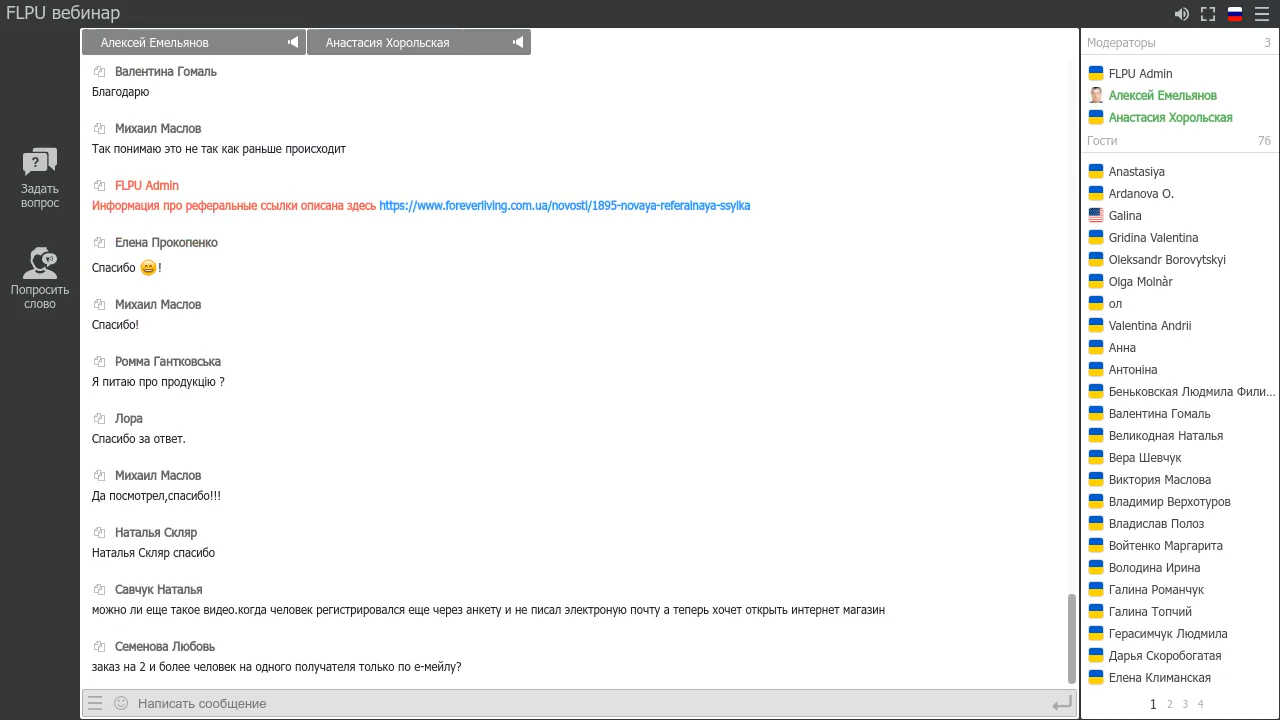 FLPU вебинар
Задать
вопрос
Попросить
слово
Алексей Емельянов
Анастасия Хорольская
Валентина Гомаль
Благодарю
Михаил Маслов
Так понимаю это не так как раньше происходит
FLPU Admin
Информация про реферальные ссылки описана здесь https://www.foreverliving.com.ua/novosti/1895-novaya-referalnaya-ssylka
Елена Прокопенко
Спасибо 😄!
Михаил Маслов
Спасибо!
Ромма Гантковська
Я питаю про продукцію ?
Лора
Спасибо за ответ.
Михаил Маслов
Да посмотрел,спасибо!!!
Наталья Скляр
Наталья Скляр спасибо
Савчук Наталья
можно ли еще такое видео.когда человек регистрировался еще через анкету и не писал электроную почту а теперь хочет открыть интернет магазин
Семенова Любовь
заказ на 2 и более человек на одного получателя только по е-мейлу?
Написать сообщение
Модераторы 3
FLPU Admin
Алексей Емельянов
Анастасия Хорольская
Гости 76
Anastasiya
Ardanova O.
Galina
Gridina Valentina
Oleksandr Borovytskyi
Olga Molnàr
ол
Valentina Andrii
Анна
Антоніна
Беньковская Людмила Фили...
Валентина Гомаль
Великодная Наталья
Вера Шевчук
Виктория Маслова
Владимир Верхотуров
Владислав Полоз
Войтенко Маргарита
Володина Ирина
Галина Романчук
Галина Топчий
Герасимчук Людмила
Дарья Скоробогатая
Елена Климанская
1 2 3 4